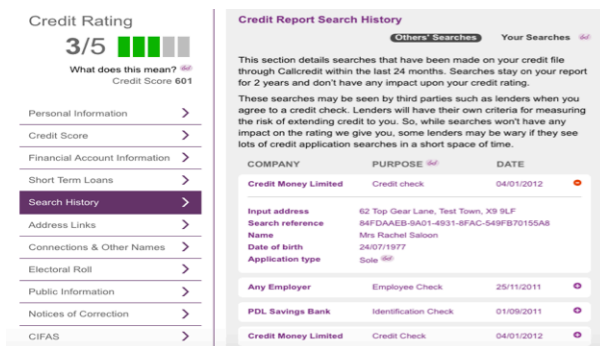 Credit Rating
3/5
What does this mean?
Credit Score 601
Personal Information
Credit Score
Financial Account Information
Short Term Loans
Search History
Address Links
Connections & Other Names
Electoral Roll
Public Information
Notices of Correction
CIFAS
Credit Report Search History
Others' Searches Your Searches
This section details searches that have been made on your credit file
through Callcredit within the last 24 months. Searches stay on your report
for 2 years and don't have any impact upon your credit rating.
These searches may be seen by third parties such as lenders when you
agree to a credit check. Lenders will have their own criteria for measuring
the risk of extending credit to you. So, while searches won't have any
impact on the rating we give you, some lenders may be wary if they see
lots of credit application searches in a short space of time.
COMPANY PURPOSE DATE
Credit Money Limited Credit check 04/01/2012
Input address 62 Top Gear Lane, Test Town, X9 9LF
Search reference 84FDAAEB-9A01-4931-8FAC-549FB70155A8
Name Mrs Rachel Saloon
Date of birth 24/07/1977
Application type Sole
Any Employer Employee Check 25/11/2011
PDL Savings Bank Identification Check 01/09/2011
Credit Money Limited Credit Check 04/01/2012